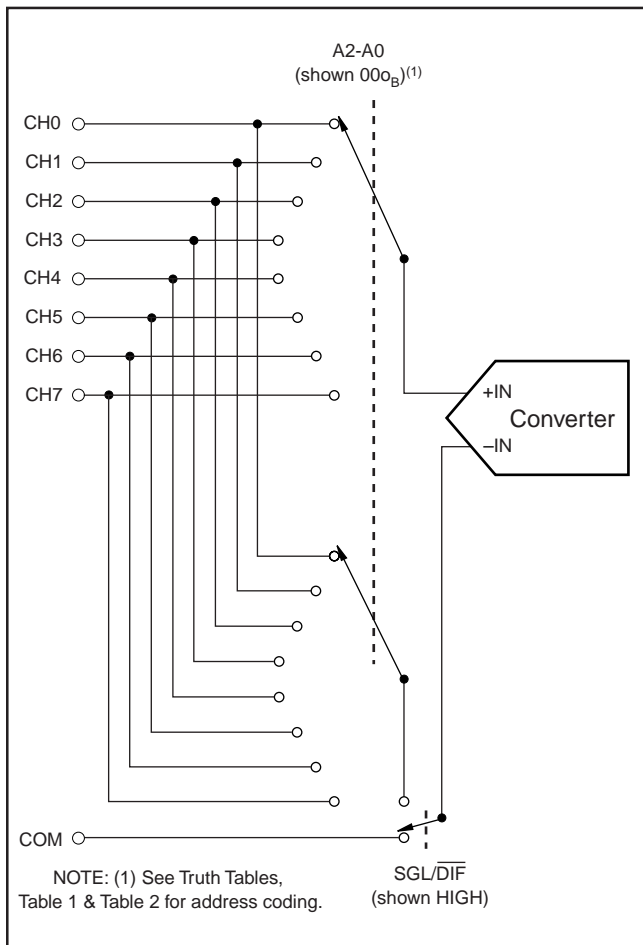 A2-A0
(shown 00oB)(1)
CH0
CH1
CH2
CH3
CH4
CH5
CH6
CH7
+IN
Converter
–IN
COM
SGL/DIF
(shown HIGH)
NOTE: (1) See Truth Tables,
Table 1 & Table 2 for address coding.